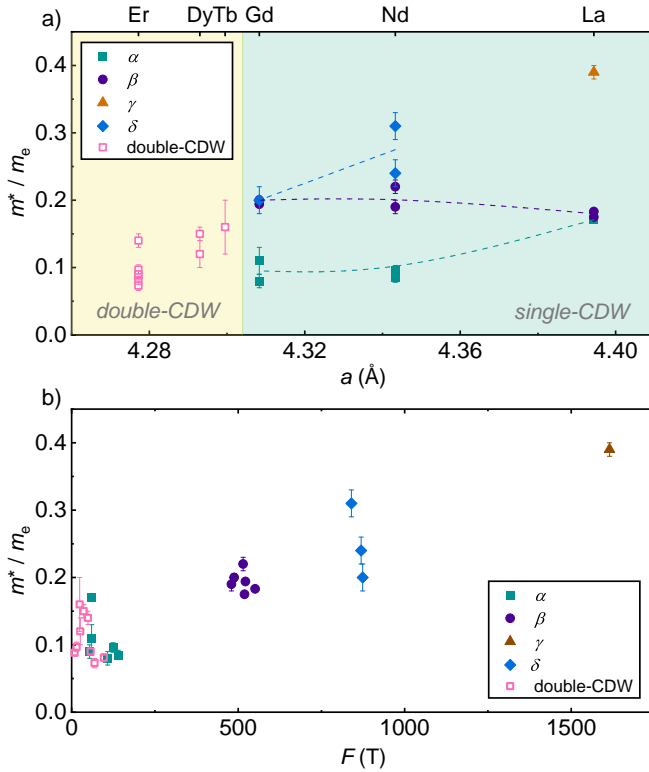 a)
Er DyTb Gd Nd La
0.4
0.3
0.2
0.1
0.0
m* / mₑ
α
β
γ
δ
double-CDW
double-CDW
single-CDW
4.28 4.32 4.36 4.40
a (Å)
b)
0.4
0.3
0.2
0.1
0.0
m* / mₑ
α
β
γ
δ
double-CDW
0 500 1000 1500
F (T)